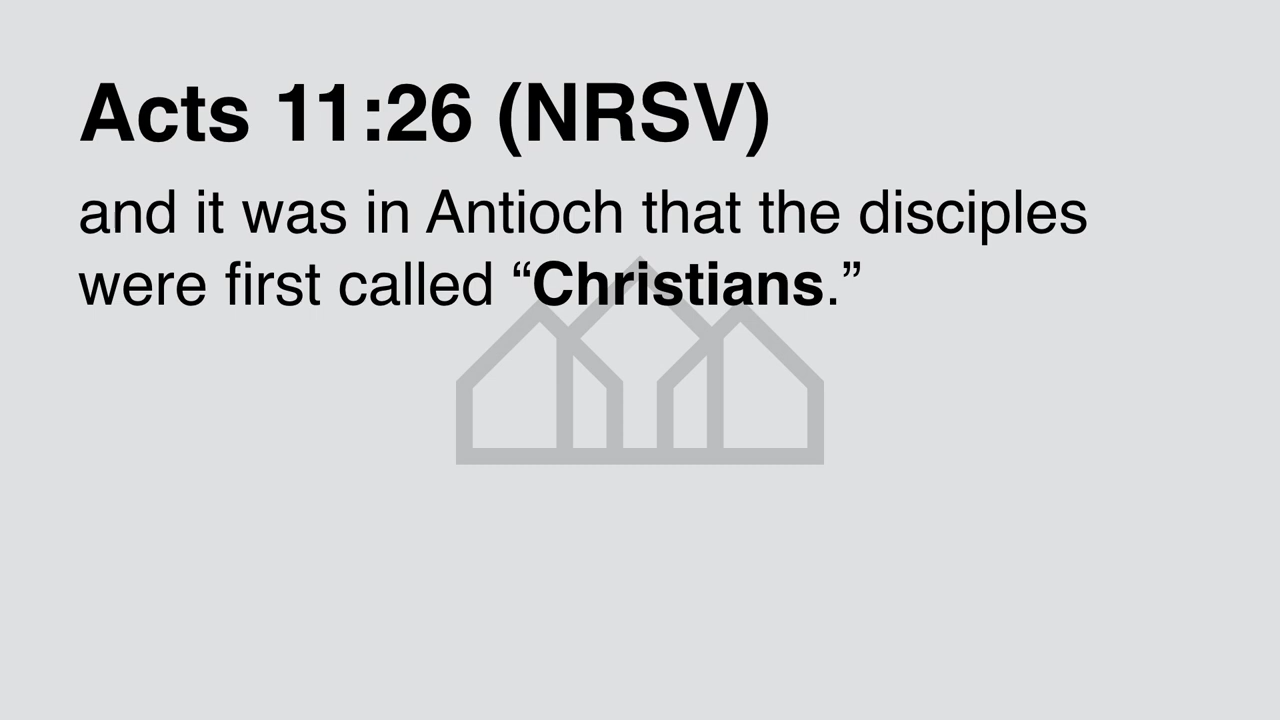 Acts 11:26 (NRSV)
and it was in Antioch that the disciples
were first called “Christians.”